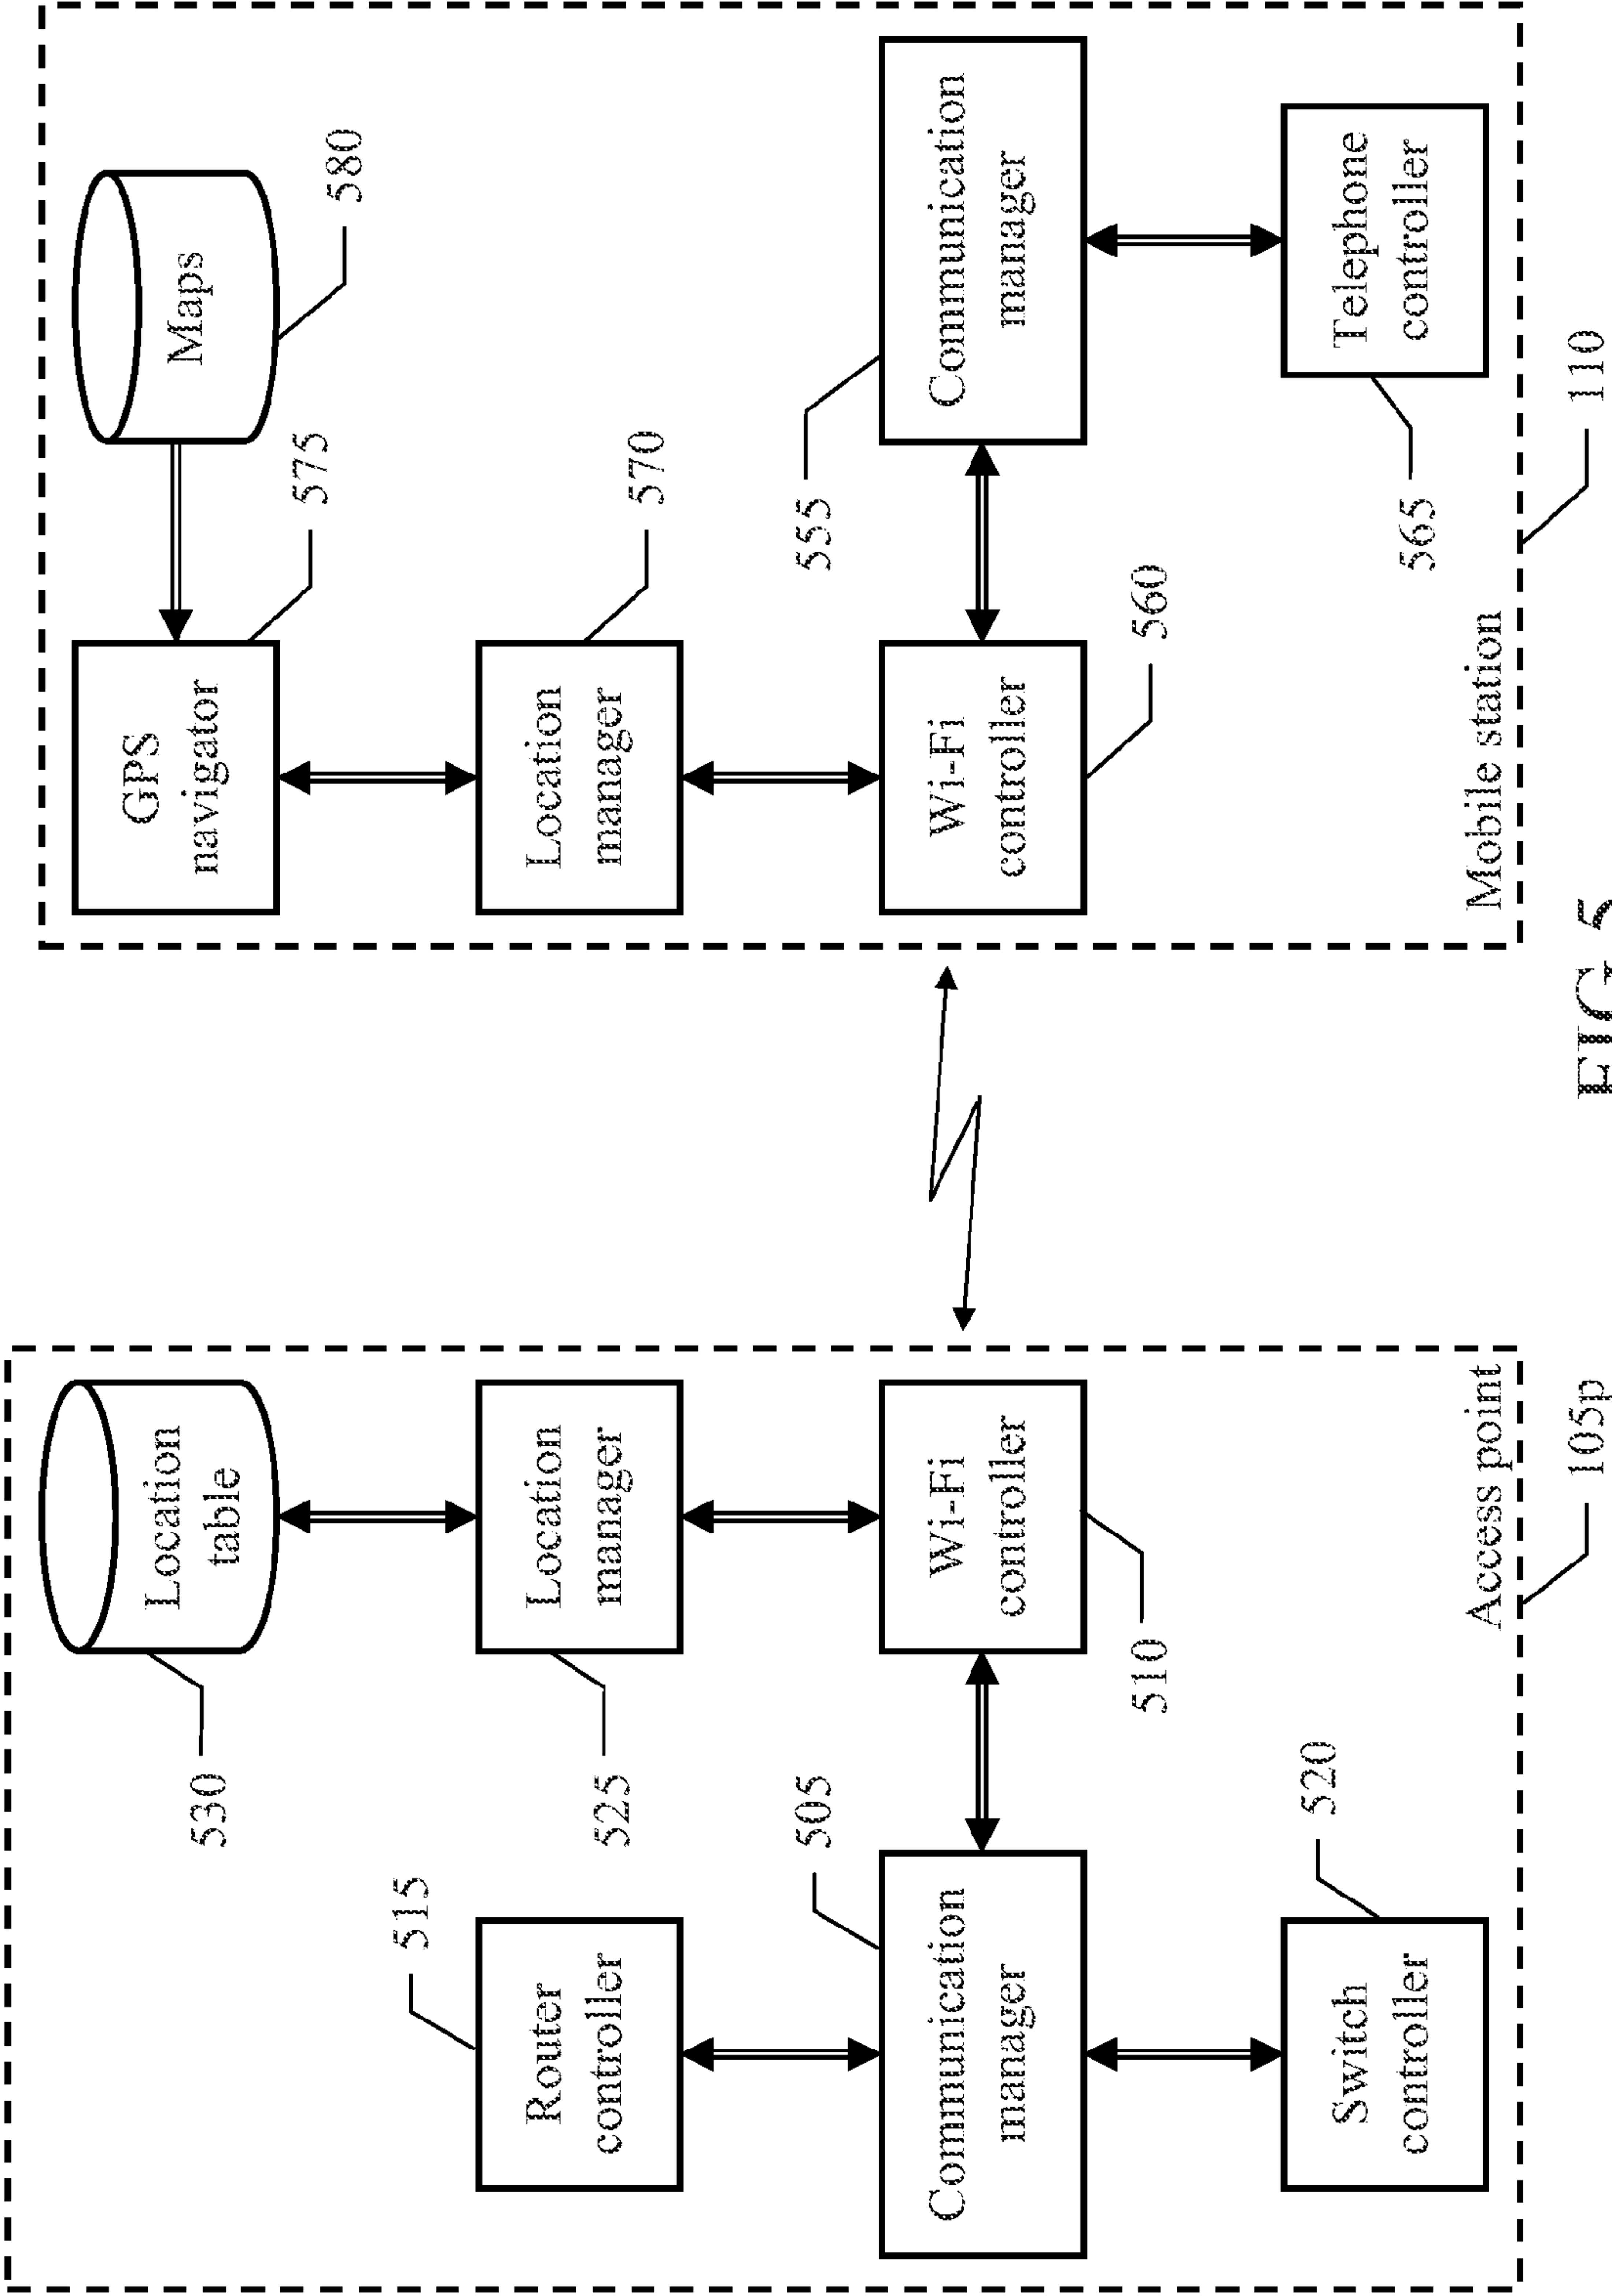 Location
table
530
Location
manager
525
Router
controller
515
Communication
manager
505
Wi-Fi
controller
510
Switch
controller
520
Access point
105p
GPS
navigator
575
Maps
580
Location
manager
570
Wi-Fi
controller
560
Communication
manager
555
Telephone
controller
565
Mobile station
110
FIG 5